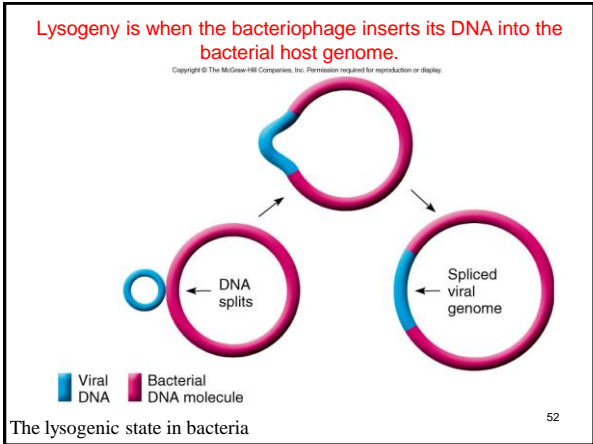 Lysogeny is when the bacteriophage inserts its DNA into the
bacterial host genome.
Copyright © The McGraw-Hill Companies, Inc. Permission required for reproduction or display.
DNA
splits
Spliced
viral
genome
Viral
DNA
Bacterial
DNA molecule
The lysogenic state in bacteria
52